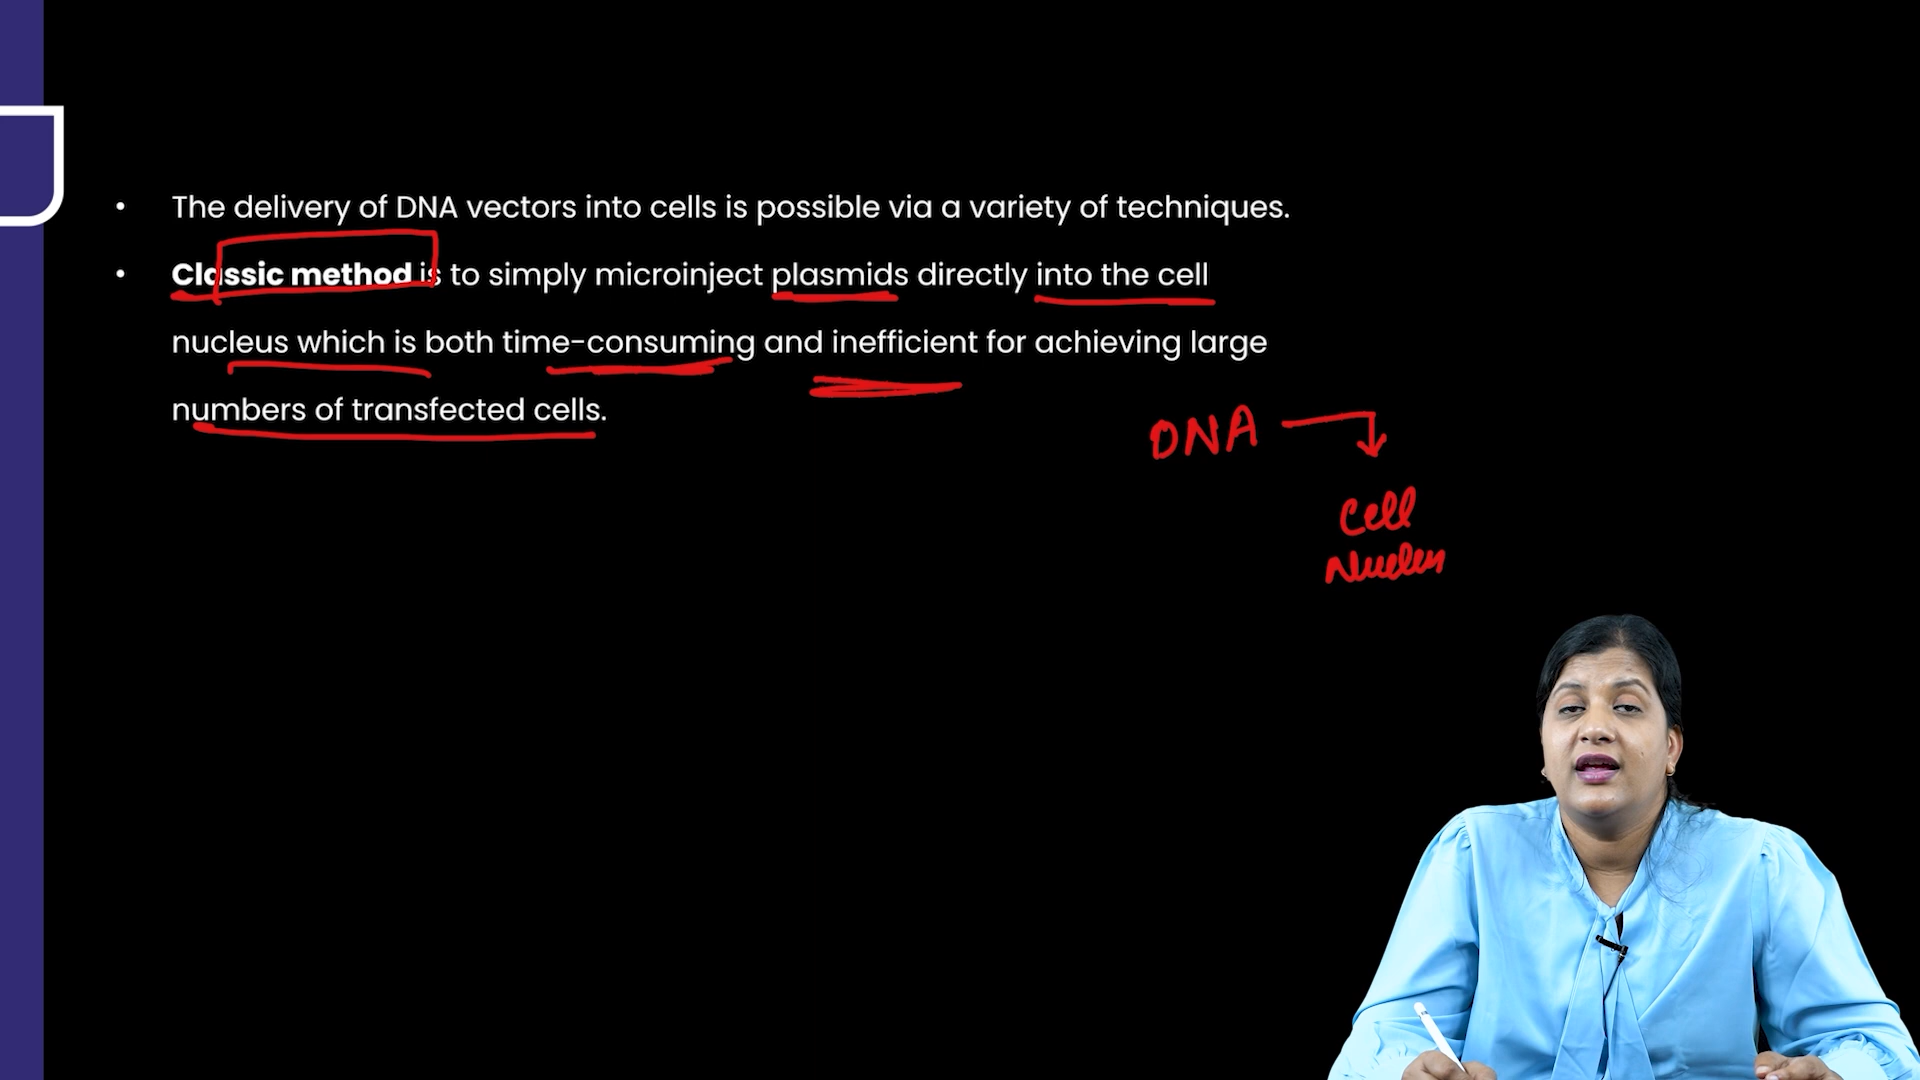 • The delivery of DNA vectors into cells is possible via a variety of techniques.
• Classic method is to simply microinject plasmids directly into the cell
nucleus which is both time-consuming and inefficient for achieving large
numbers of transfected cells.
DNA
Cell